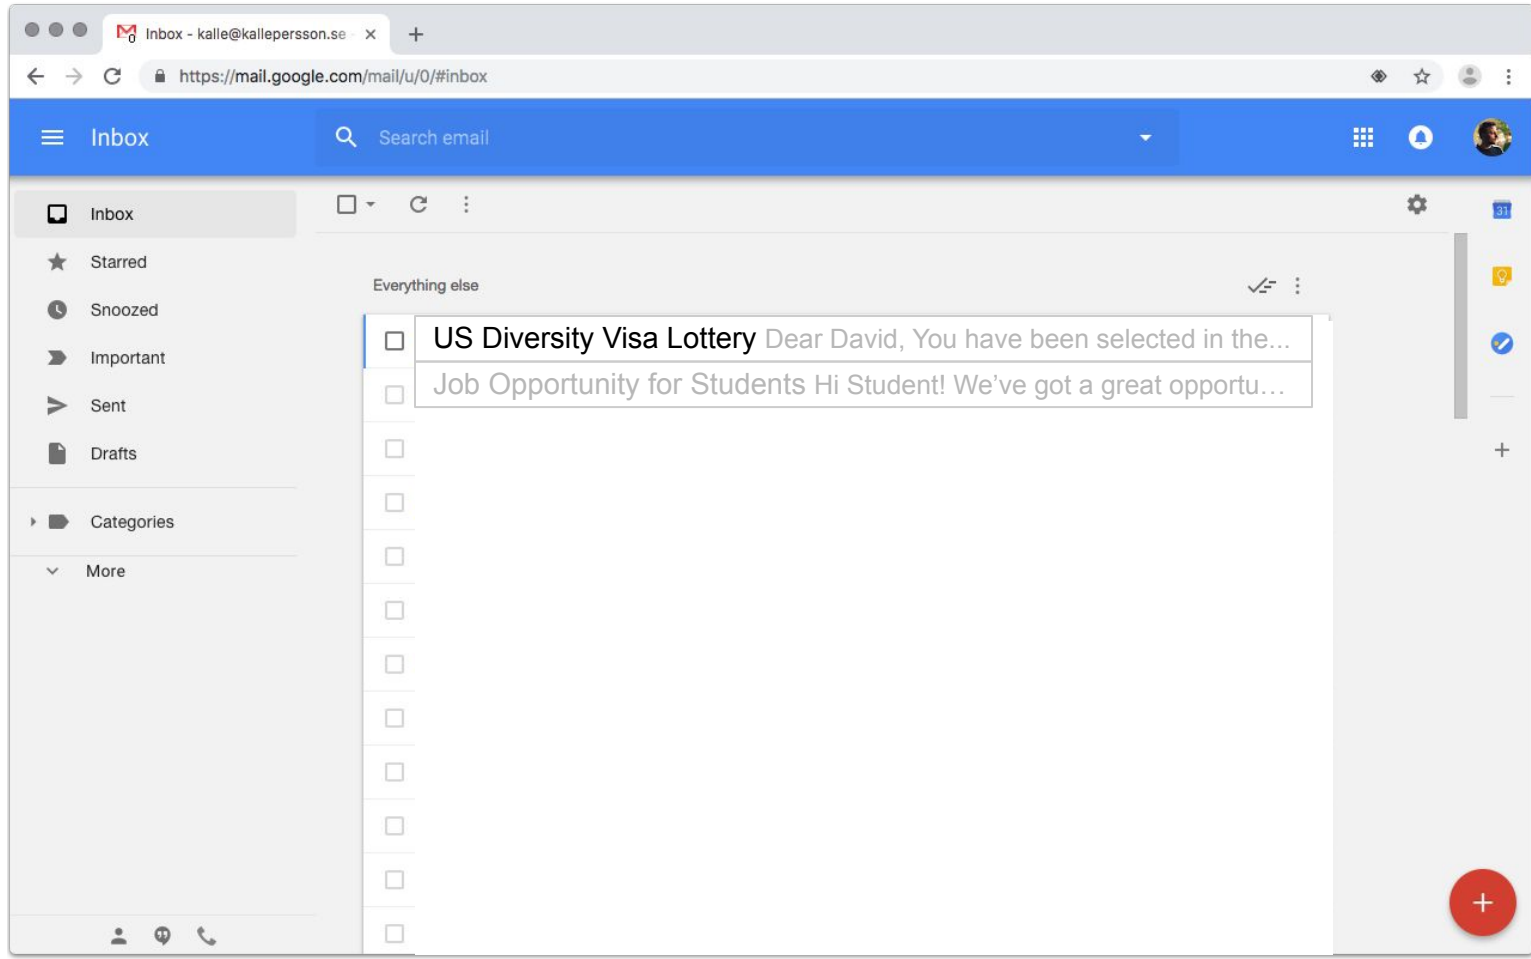 Inbox - kalle@kallepersson.se
https://mail.google.com/mail/u/0/#inbox
Inbox
Search email
Inbox
31
Starred
Everything else
Snoozed
US Diversity Visa Lottery Dear David, You have been selected in the...
Important
Job Opportunity for Students Hi Student! We’ve got a great opportu…
Sent
Drafts
Categories
More